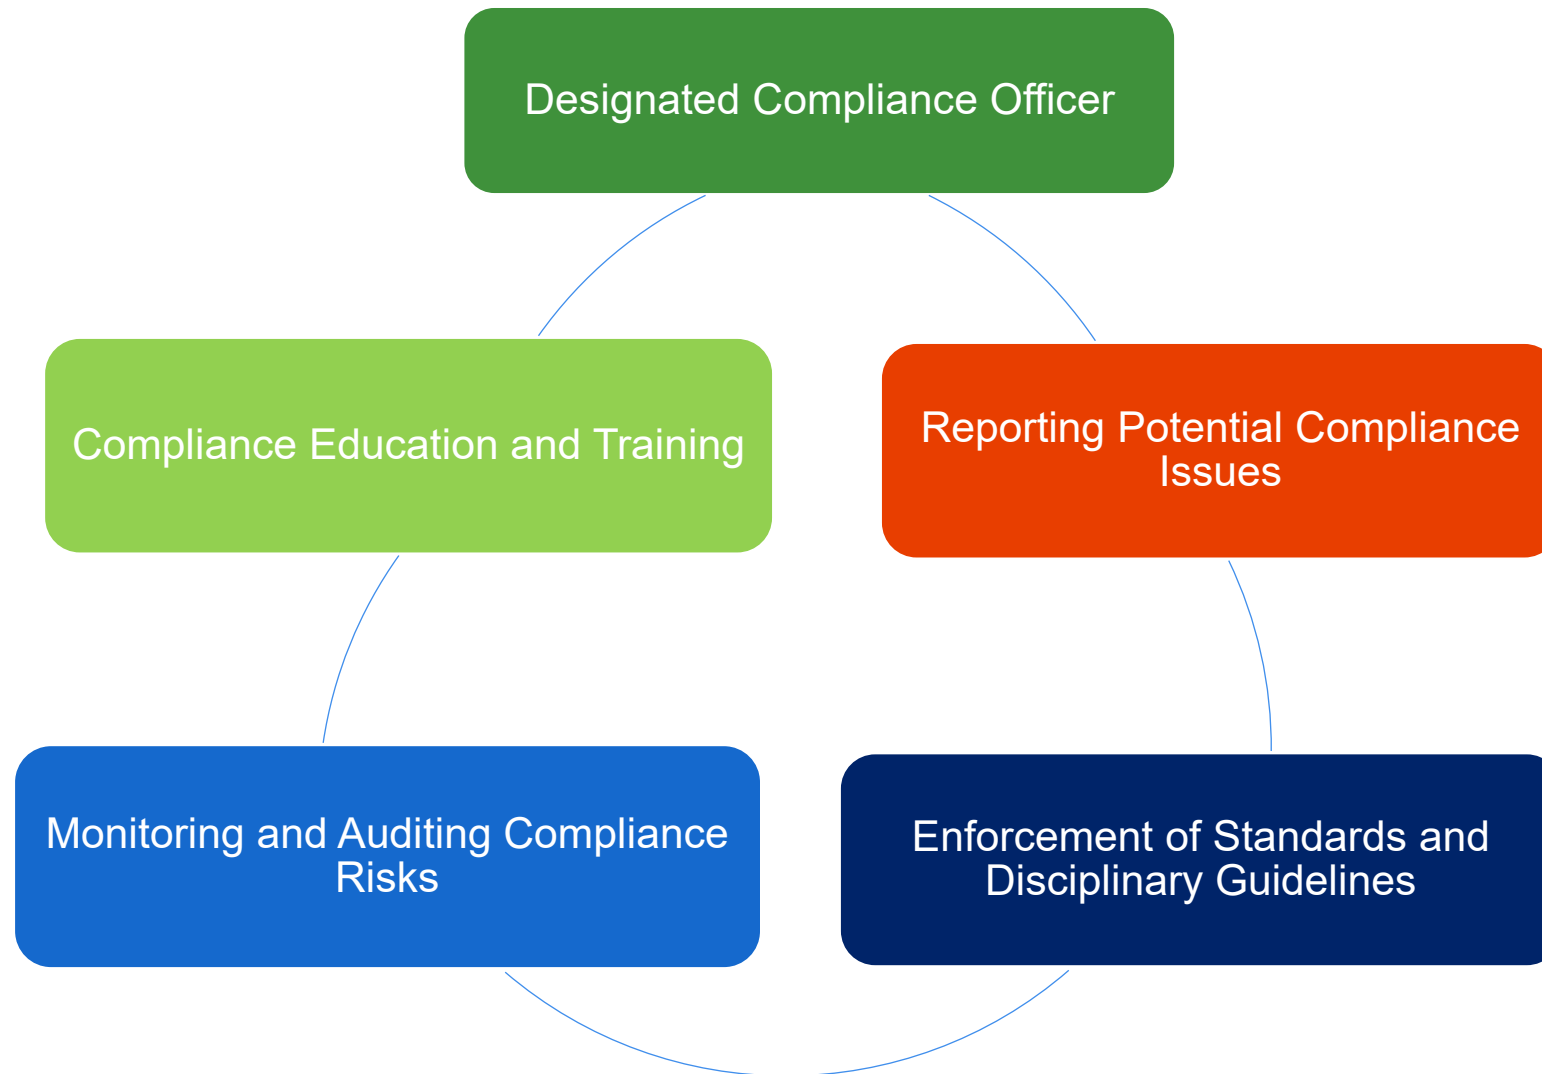 Designated Compliance Officer
Compliance Education and Training
Reporting Potential Compliance
Issues
Monitoring and Auditing Compliance
Risks
Enforcement of Standards and
Disciplinary Guidelines